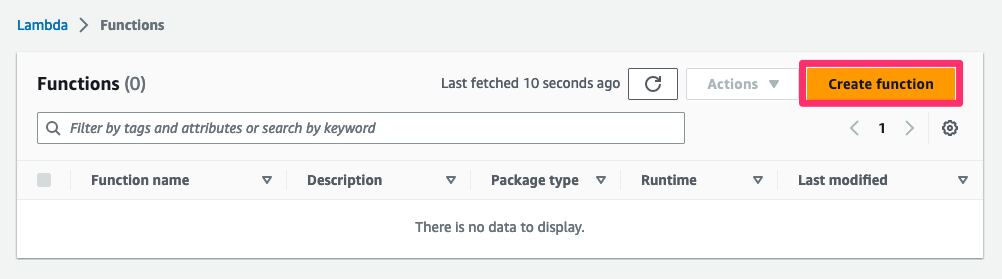 Lambda > Functions
Functions (0) Last fetched 10 seconds ago Actions Create function
Filter by tags and attributes or search by keyword 1
Function name Description Package type Runtime Last modified
There is no data to display.